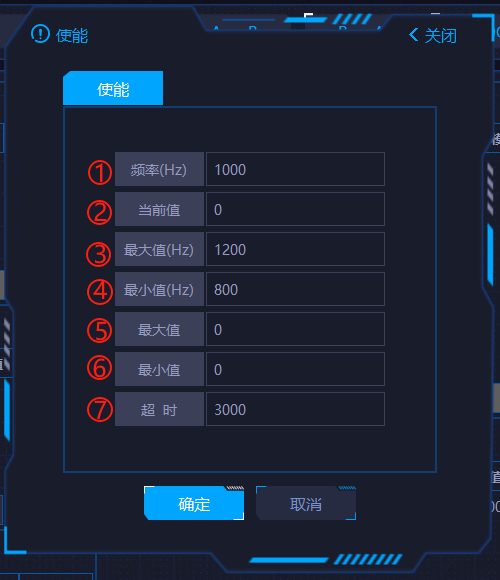 使能
关闭
使能
① 频率(Hz) 1000
② 当前值 0
③ 最大值(Hz) 1200
④ 最小值(Hz) 800
⑤ 最大值 0
⑥ 最小值 0
⑦ 超 时 3000
确定 取消